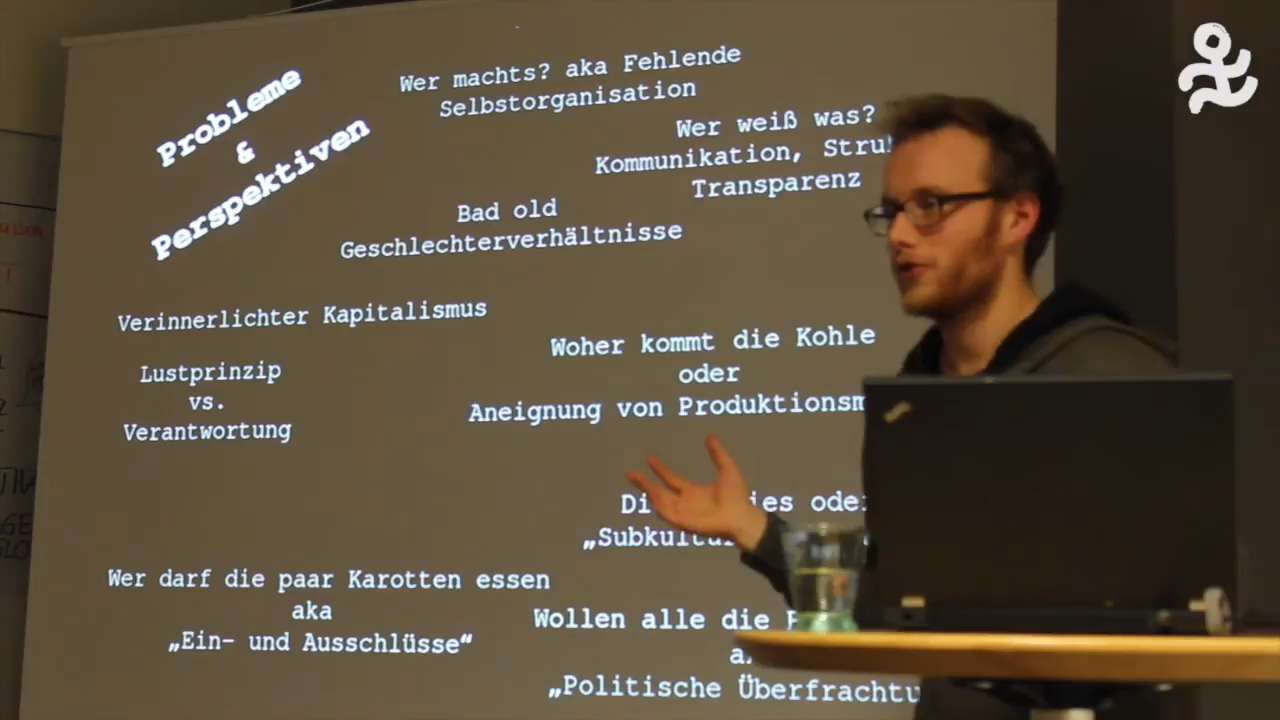 Probleme
&
Perspektiven
Wer machts? aka Fehlende
Selbstorganisation
Wer weiß was?
Kommunikation,
Transparenz
Bad old
Geschlechterverhältnisse
Verinnerlichter Kapitalismus
Lustprinzip
vs.
Verantwortung
Woher kommt die Kohle
oder
Aneignung von
Wer darf die paar Karotten essen
aka
„Ein- und Ausschlüsse“
Wollen alle die
„Politische